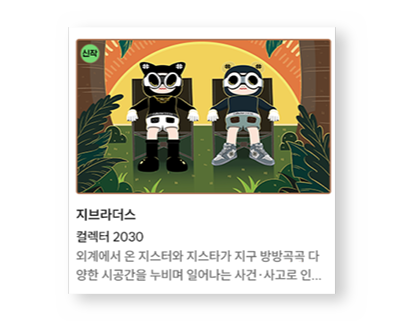 신작
지브라더스
컬렉터 2030
외계에서 온 지스터와 지스타가 지구 방방곡곡 다
양한 시공간을 누비며 일어나는 사건·사고로 인...